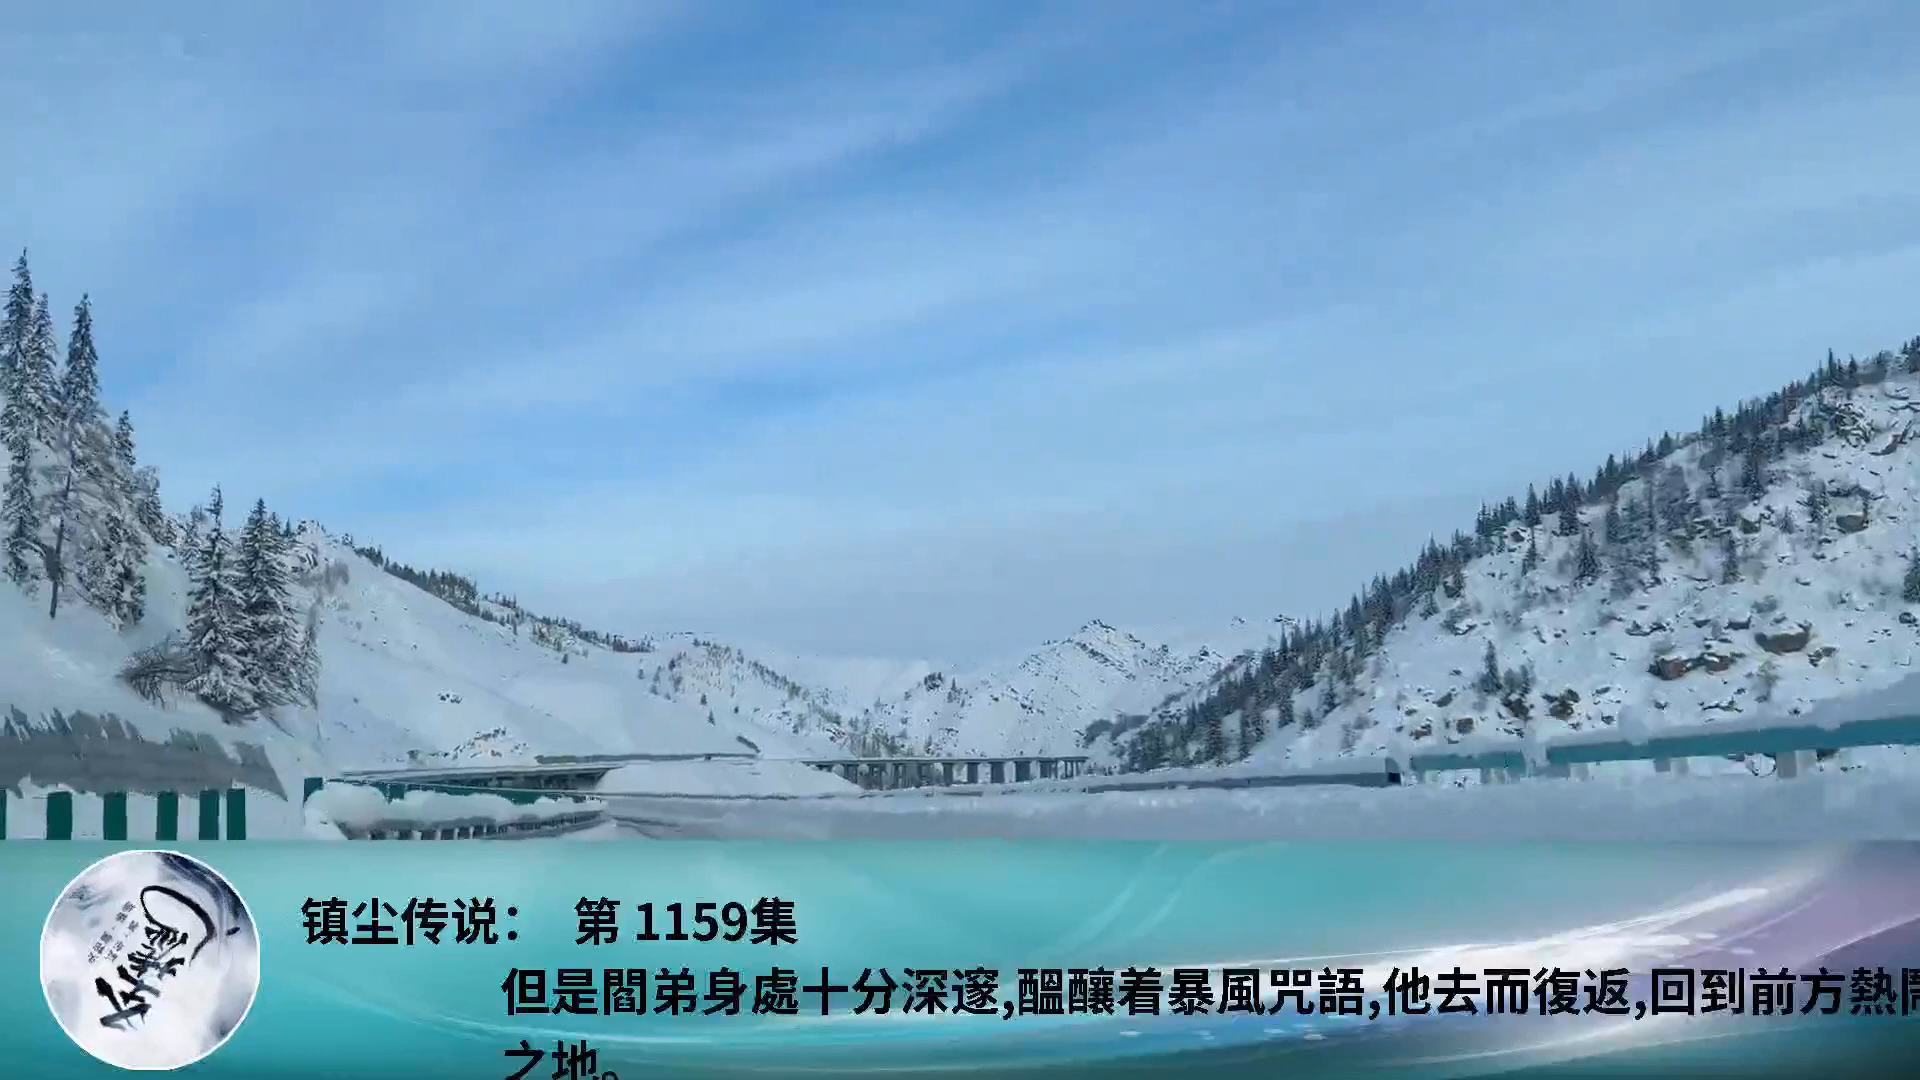 镇尘传说： 第 1159集
但是閻弟身處十分深邃,醞釀着暴風咒語,他去而復返,回到前方熱鬧
之地。